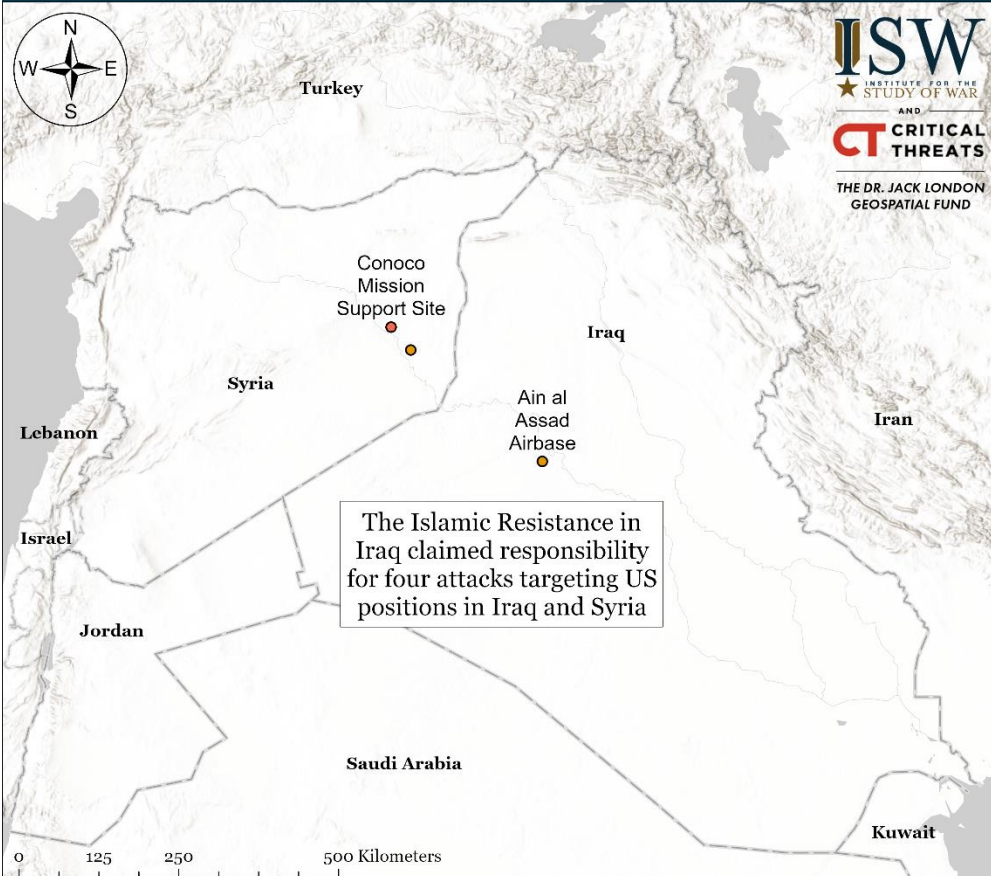 N
W E
S
Turkey
ISW
INSTITUTE FOR THE
STUDY OF WAR
AND
CT CRITICAL
THREATS
THE DR. JACK LONDON
GEOSPATIAL FUND
Conoco
Mission
Support Site
Iraq
Syria
Ain al
Assad
Airbase
Iran
Lebanon
Israel
The Islamic Resistance in
Iraq claimed responsibility
for four attacks targeting US
positions in Iraq and Syria
Jordan
Saudi Arabia
Kuwait
0 125 250 500 Kilometers